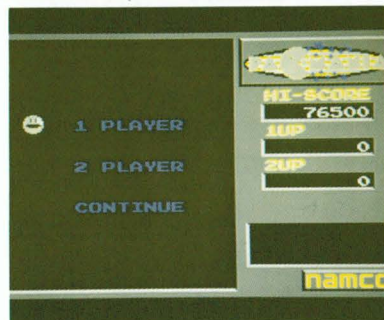 1 PLAYER
2 PLAYER
CONTINUE
HI-SCORE
76500
1UP
0
2UP
0
namco